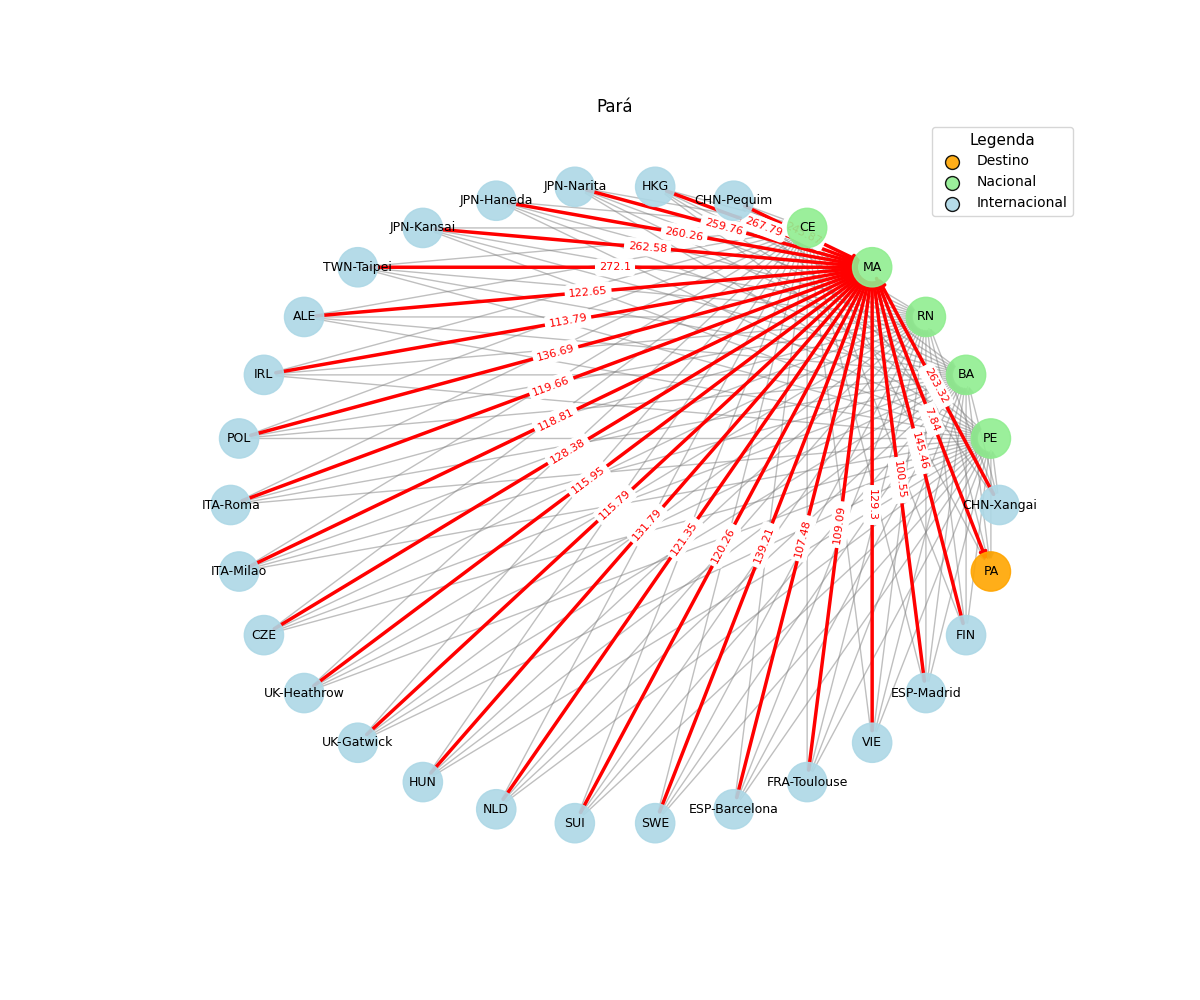 Pará
Legenda
Destino
Nacional
Internacional
JPN-Narita
HKG
JPN-Haneda
CHN-Pequim
JPN-Kansai
CE
TWN-Taipei
MA
ALE
RN
IRL
BA
POL
PE
ITA-Roma
CHN-Xangai
ITA-Milao
PA
CZE
FIN
UK-Heathrow
ESP-Madrid
UK-Gatwick
VIE
HUN
FRA-Toulouse
NLD
ESP-Barcelona
SUI
SWE
267.79
259.76
260.26
262.58
272.1
122.65
113.79
136.69
119.66
118.81
128.38
115.95
115.79
131.79
121.35
120.26
139.21
107.48
109.09
129.3
100.55
145.46
7.84
263.32